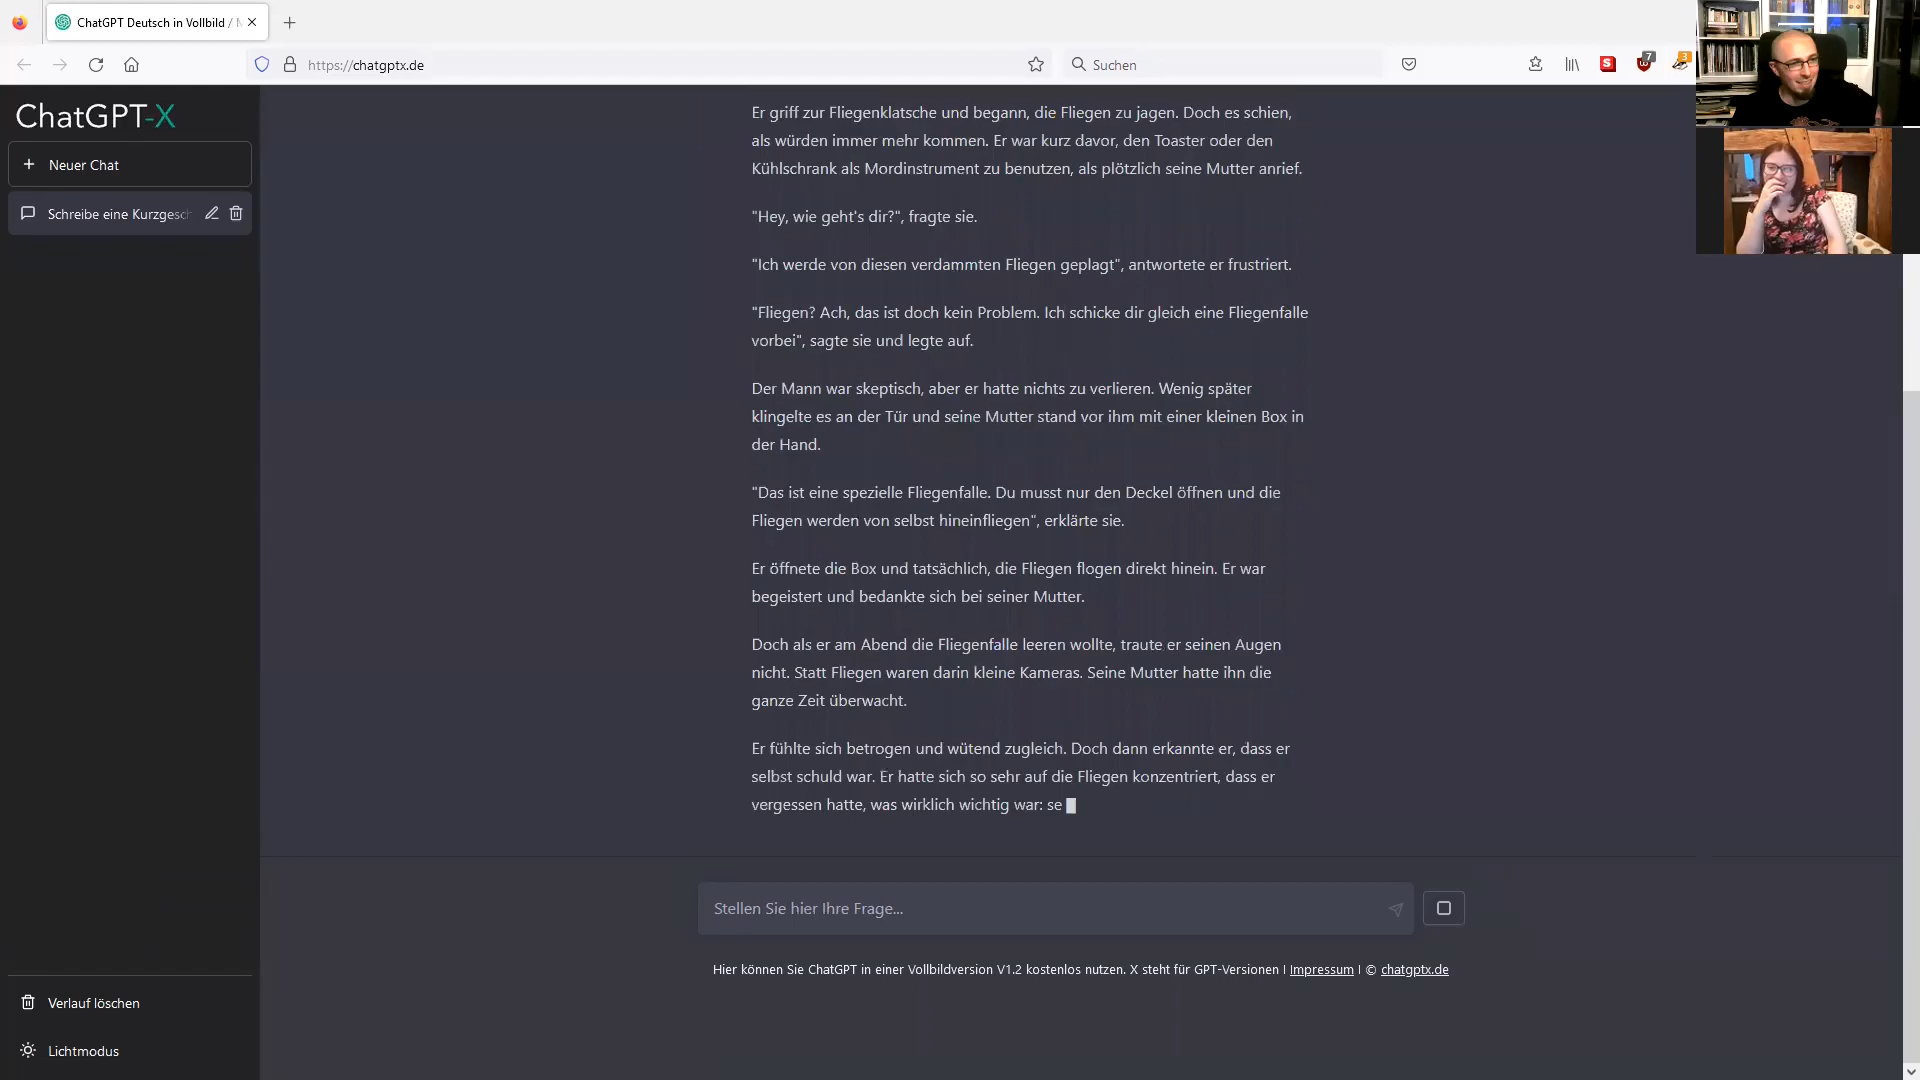 ChatGPT Deutsch in Vollbild /
https://chatgptx.de
Suchen
7
3
ChatGPT-X
Neuer Chat
Schreibe eine Kurzgesch
Er griff zur Fliegenklatsche und begann, die Fliegen zu jagen. Doch es schien,
als würden immer mehr kommen. Er war kurz davor, den Toaster oder den
Kühlschrank als Mordinstrument zu benutzen, als plötzlich seine Mutter anrief.
"Hey, wie geht's dir?", fragte sie.
"Ich werde von diesen verdammten Fliegen geplagt", antwortete er frustriert.
"Fliegen? Ach, das ist doch kein Problem. Ich schicke dir gleich eine Fliegenfalle
vorbei", sagte sie und legte auf.
Der Mann war skeptisch, aber er hatte nichts zu verlieren. Wenig später
klingelte es an der Tür und seine Mutter stand vor ihm mit einer kleinen Box in
der Hand.
"Das ist eine spezielle Fliegenfalle. Du musst nur den Deckel öffnen und die
Fliegen werden von selbst hineinfliegen", erklärte sie.
Er öffnete die Box und tatsächlich, die Fliegen flogen direkt hinein. Er war
begeistert und bedankte sich bei seiner Mutter.
Doch als er am Abend die Fliegenfalle leeren wollte, traute er seinen Augen
nicht. Statt Fliegen waren darin kleine Kameras. Seine Mutter hatte ihn die
ganze Zeit überwacht.
Er fühlte sich betrogen und wütend zugleich. Doch dann erkannte er, dass er
selbst schuld war. Er hatte sich so sehr auf die Fliegen konzentriert, dass er
vergessen hatte, was wirklich wichtig war: se
Stellen Sie hier Ihre Frage...
Hier können Sie ChatGPT in einer Vollbildversion V1.2 kostenlos nutzen. X steht für GPT-Versionen I Impressum I © chatgptx.de
Verlauf löschen
Lichtmodus